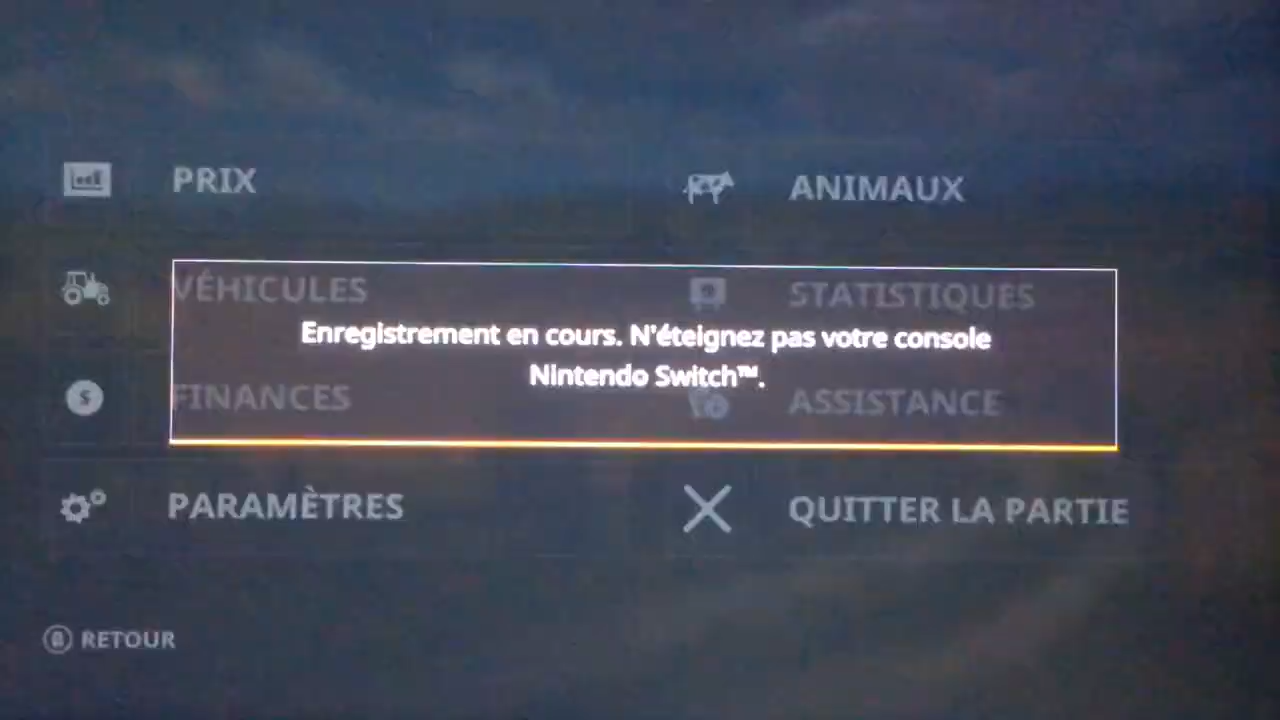 PRIX
ANIMAUX
VÉHICULES
STATISTIQUES
Enregistrement en cours. N'éteignez pas votre console
Nintendo Switch™.
FINANCES
ASSISTANCE
PARAMÈTRES
QUITTER LA PARTIE
RETOUR